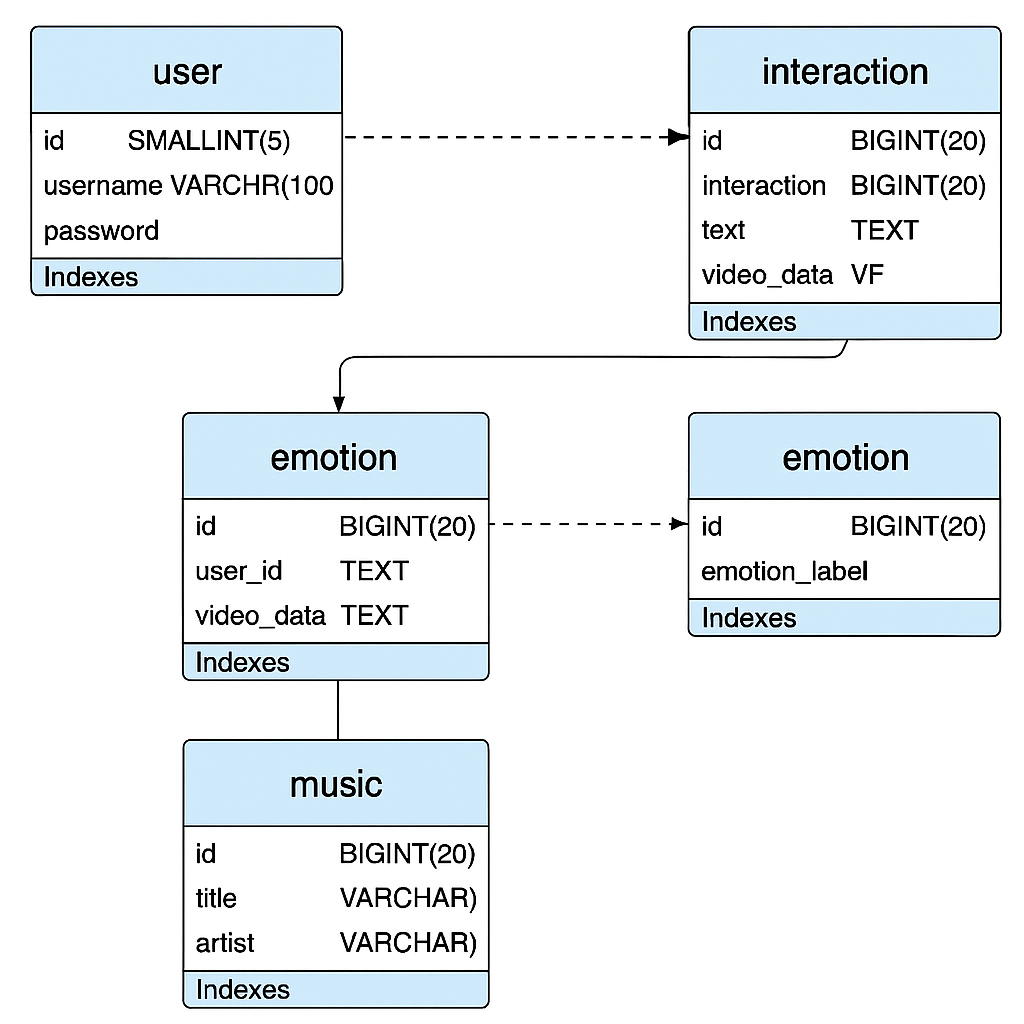 user
id SMALLINT(5)
username VARCHR(100
password
Indexes
interaction
id BIGINT(20)
interaction BIGINT(20)
text TEXT
video_data VF
Indexes
emotion
id BIGINT(20)
user_id TEXT
video_data TEXT
Indexes
emotion
id BIGINT(20)
emotion_label
Indexes
music
id BIGINT(20)
title VARCHAR)
artist VARCHAR)
Indexes